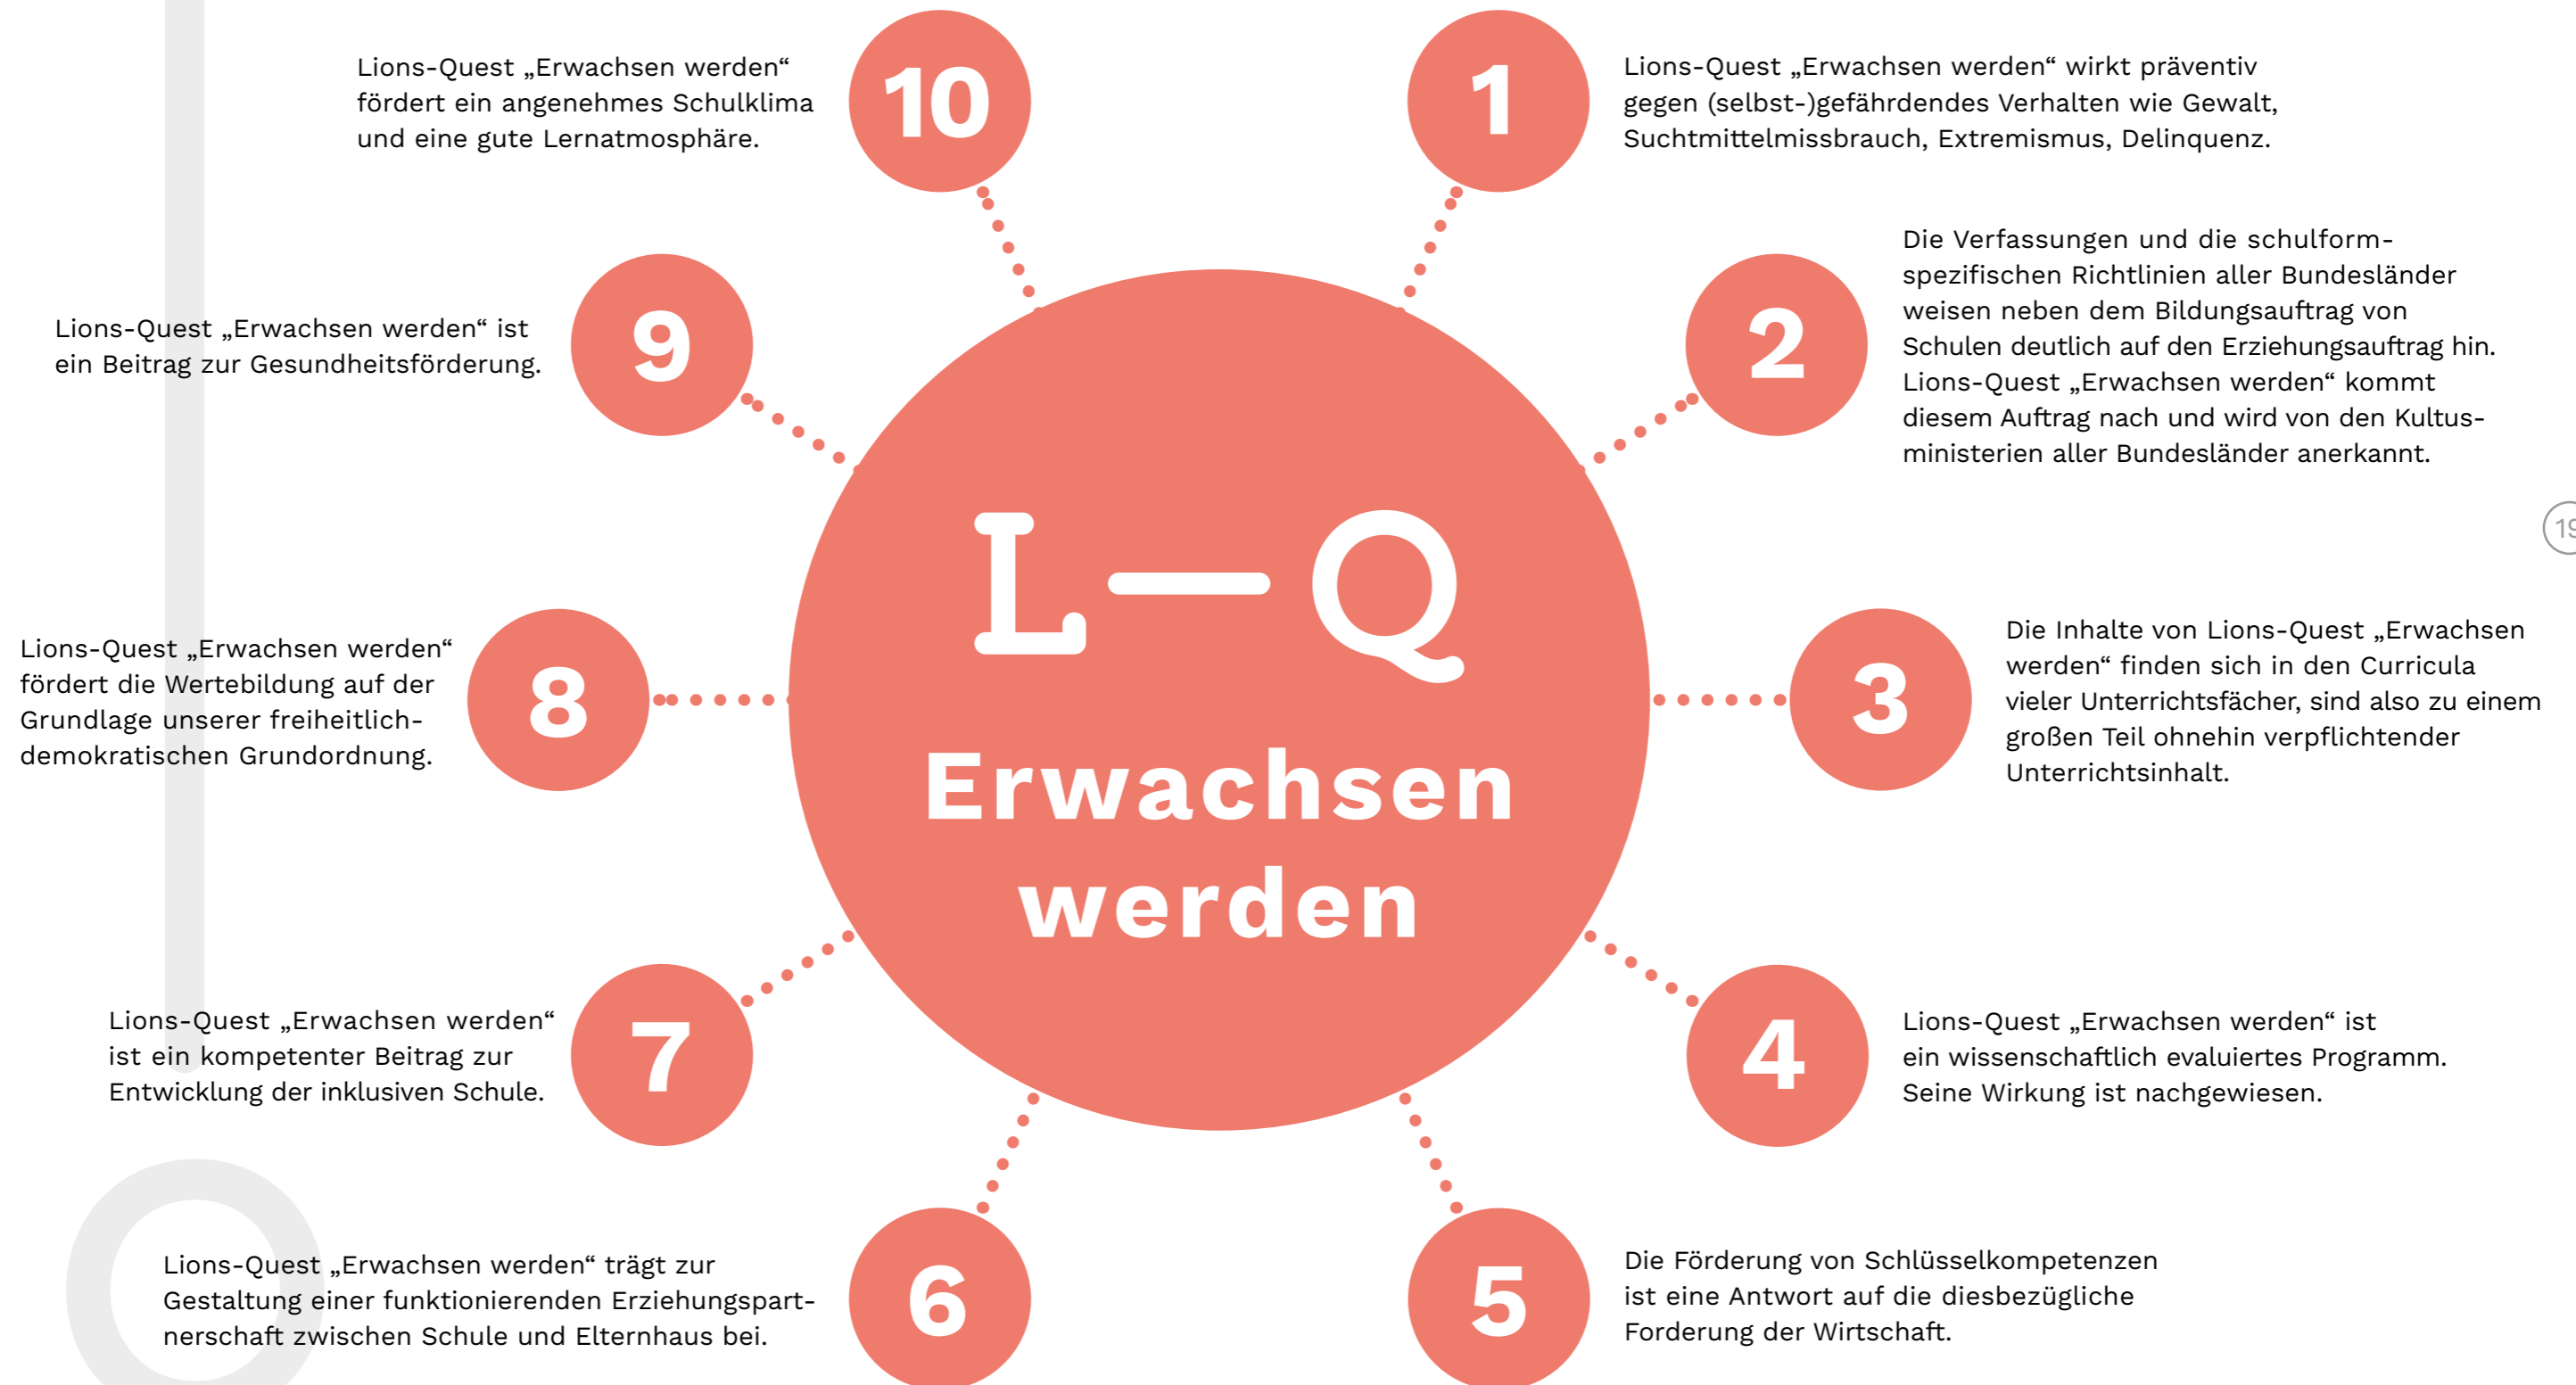 L—Q
Erwachsen
werden
1
Lions-Quest „Erwachsen werden“ wirkt präventiv
gegen (selbst-)gefährdendes Verhalten wie Gewalt,
Suchtmittelmissbrauch, Extremismus, Delinquenz.
2
Die Verfassungen und die schulform-
spezifischen Richtlinien aller Bundesländer
weisen neben dem Bildungsauftrag von
Schulen deutlich auf den Erziehungsauftrag hin.
Lions-Quest „Erwachsen werden“ kommt
diesem Auftrag nach und wird von den Kultus-
ministerien aller Bundesländer anerkannt.
19
3
Die Inhalte von Lions-Quest „Erwachsen
werden“ finden sich in den Curricula
vieler Unterrichtsfächer, sind also zu einem
großen Teil ohnehin verpflichtender
Unterrichtsinhalt.
4
Lions-Quest „Erwachsen werden“ ist
ein wissenschaftlich evaluiertes Programm.
Seine Wirkung ist nachgewiesen.
5
Die Förderung von Schlüsselkompetenzen
ist eine Antwort auf die diesbezügliche
Forderung der Wirtschaft.
6
Lions-Quest „Erwachsen werden“ trägt zur
Gestaltung einer funktionierenden Erziehungspart-
nerschaft zwischen Schule und Elternhaus bei.
7
Lions-Quest „Erwachsen werden“
ist ein kompetenter Beitrag zur
Entwicklung der inklusiven Schule.
8
Lions-Quest „Erwachsen werden“
fördert die Wertebildung auf der
Grundlage unserer freiheitlich-
demokratischen Grundordnung.
9
Lions-Quest „Erwachsen werden“ ist
ein Beitrag zur Gesundheitsförderung.
10
Lions-Quest „Erwachsen werden“
fördert ein angenehmes Schulklima
und eine gute Lernatmosphäre.